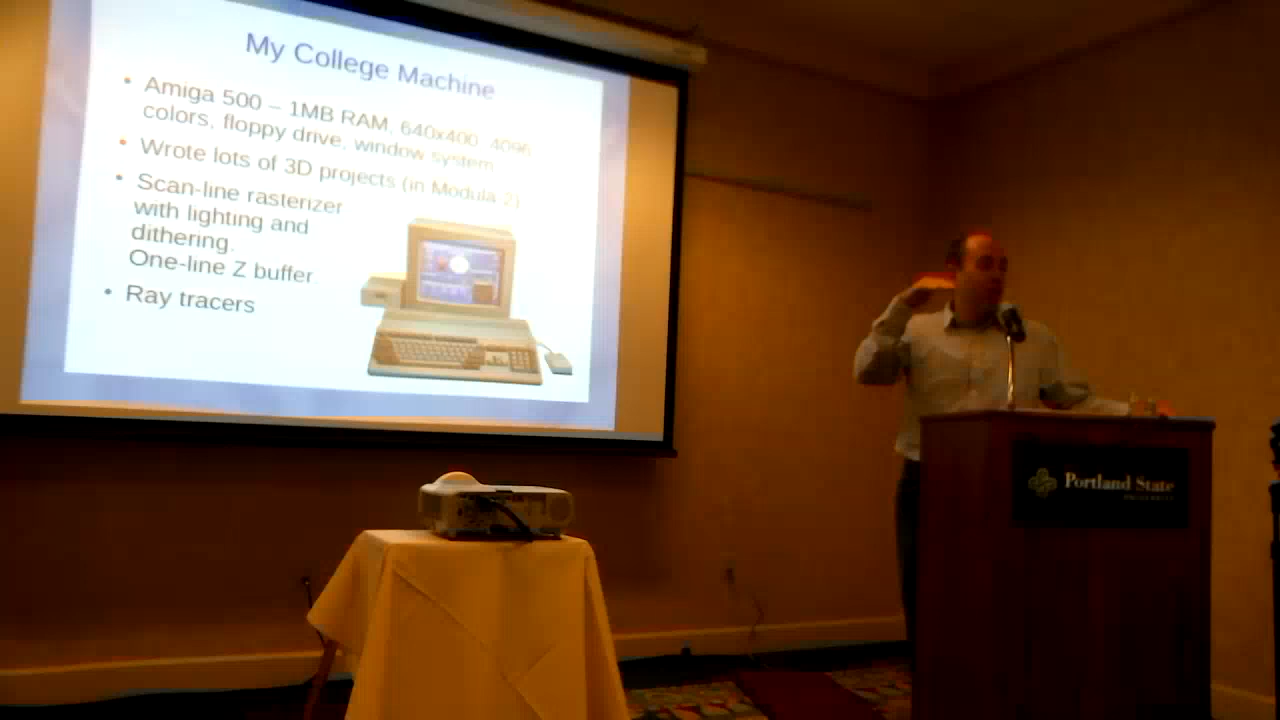 My College Machine
• Amiga 500 – 1MB RAM, 640x400 4096
colors, floppy drive, window system
• Wrote lots of 3D projects (in Modula 2)
• Scan-line rasterizer
with lighting and
dithering.
One-line Z buffer
• Ray tracers
Portland State
UNIVERSITY